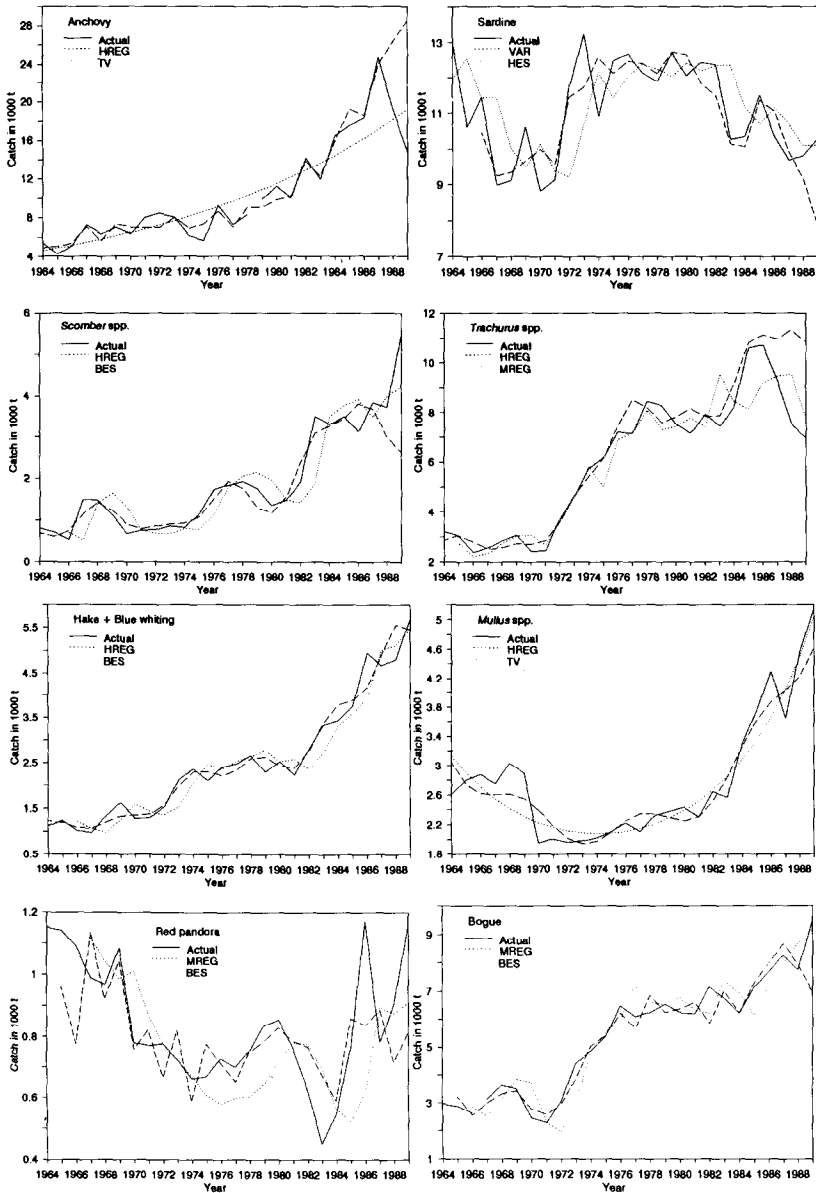 Anchovy
Actual
HREG
TV
Catch in 1000 t
28
24
20
16
12
8
4
1964 1966 1968 1970 1972 1974 1976 1978 1980 1982 1984 1986 1988
Year
Sardine
Actual
VAR
HES
Catch in 1000 t
13
11
9
7
1964 1966 1968 1970 1972 1974 1976 1978 1980 1982 1984 1986 1988
Year
Scomber spp.
Actual
HREG
BES
Catch in 1000 t
6
4
2
0
1964 1966 1968 1970 1972 1974 1976 1978 1980 1982 1984 1986 1988
Year
Trachurus spp.
Actual
HREG
MREG
Catch in 1000 t
12
10
8
6
4
2
1964 1966 1968 1970 1972 1974 1976 1978 1980 1982 1984 1986 1988
Year
Hake + Blue whiting
Actual
HREG
BES
Catch in 1000 t
5.5
4.5
3.5
2.5
1.5
0.5
1964 1966 1968 1970 1972 1974 1976 1978 1980 1982 1984 1986 1988
Year
Mullus spp.
Actual
HREG
TV
Catch in 1000 t
5
4.6
4.2
3.8
3.4
3
2.6
2.2
1.8
1964 1966 1968 1970 1972 1974 1976 1978 1980 1982 1984 1986 1988
Year
Red pandora
Actual
MREG
BES
Catch in 1000 t
1.2
1
0.8
0.6
0.4
1964 1966 1968 1970 1972 1974 1976 1978 1980 1982 1984 1986 1988
Year
Bogue
Actual
MREG
BES
Catch in 1000 t
9
7
5
3
1
1964 1966 1968 1970 1972 1974 1976 1978 1980 1982 1984 1986 1988
Year